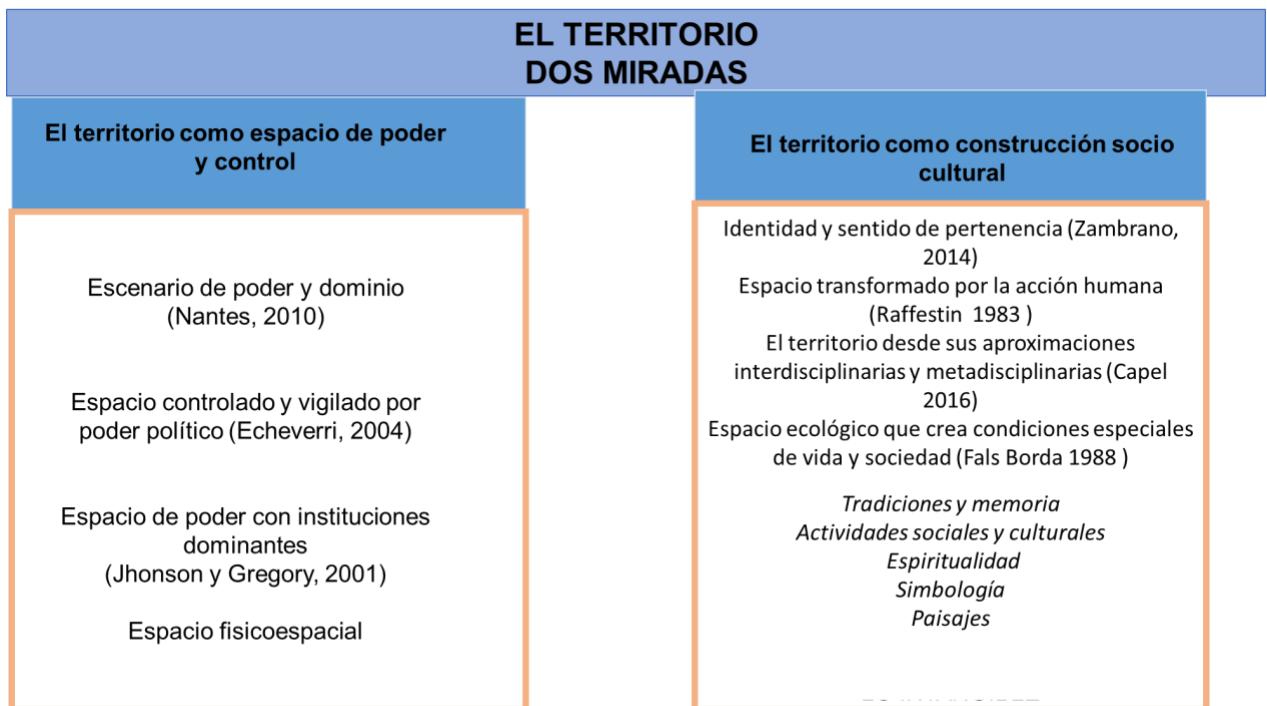 EL TERRITORIO
DOS MIRADAS
El territorio como espacio de poder
y control
Escenario de poder y dominio
(Nantes, 2010)
Espacio controlado y vigilado por
poder político (Echeverri, 2004)
Espacio de poder con instituciones
dominantes
(Jhonson y Gregory, 2001)
Espacio fisicoespacial
El territorio como construcción socio
cultural
Identidad y sentido de pertenencia (Zambrano,
2014)
Espacio transformado por la acción humana
(Raffestin  1983 )
El territorio desde sus aproximaciones
interdisciplinarias y metadisciplinarias (Capel
2016)
Espacio ecológico que crea condiciones especiales
de vida y sociedad (Fals Borda 1988 )
Tradiciones y memoria
Actividades sociales y culturales
Espiritualidad
Simbología
Paisajes